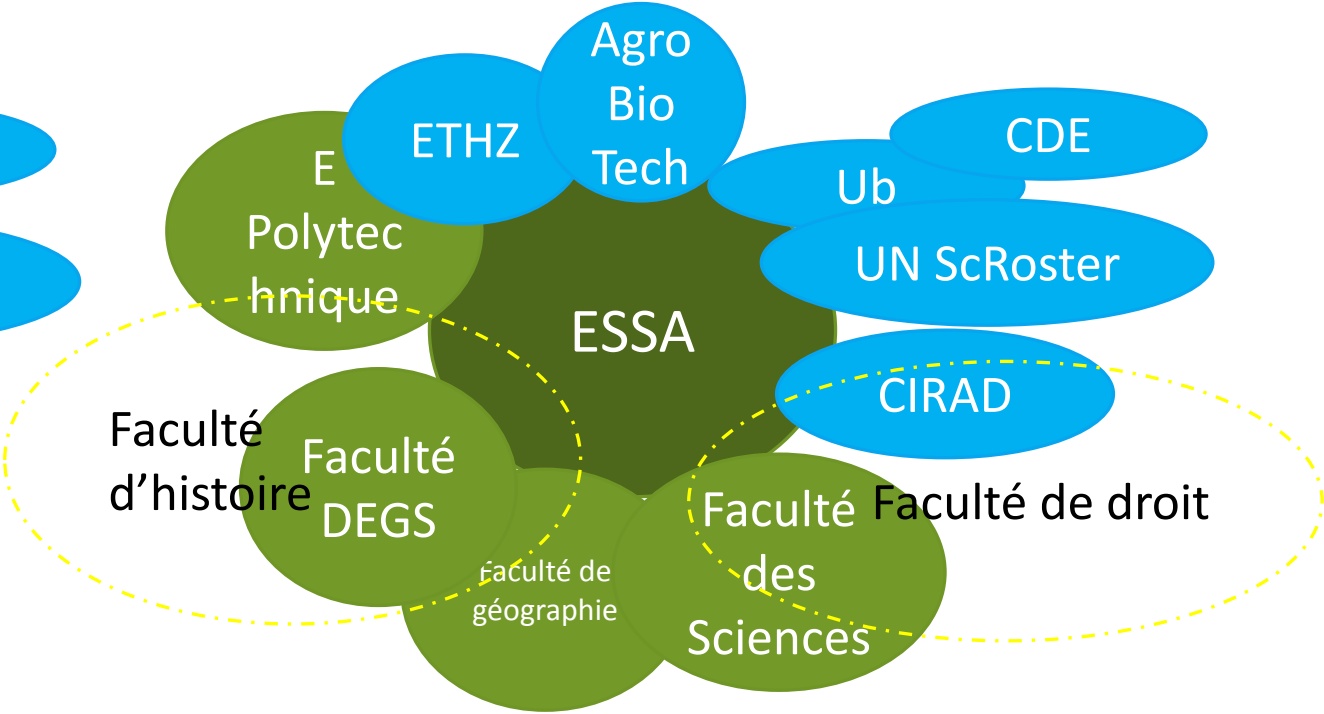 Agro
Bio
Tech
ETHZ
CDE
E
Polytec
hnique
Ub
UN ScRoster
ESSA
CIRAD
Faculté
d’histoire
Faculté
DEGS
Faculté
des
Sciences
Faculté de droit
Faculté de
géographie